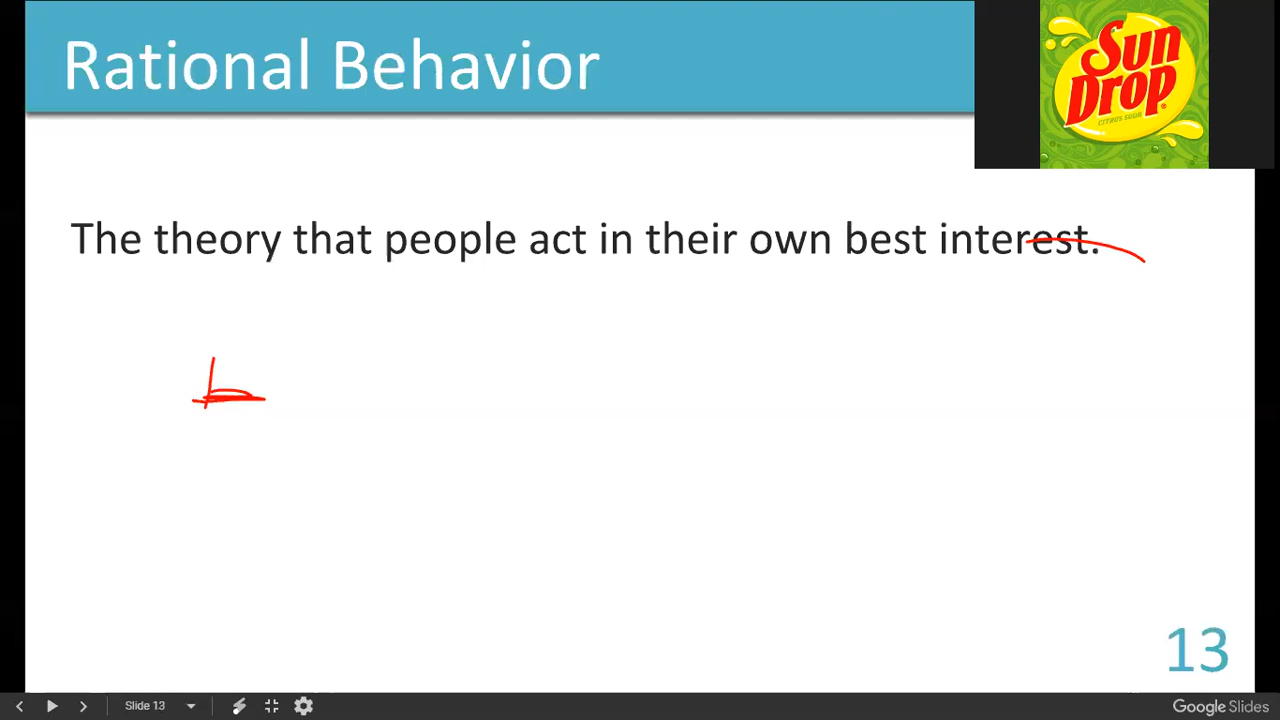 Rational Behavior
Sun
Drop®
CITRUS SODA
The theory that people act in their own best interest.
13
Slide 13
Google Slides